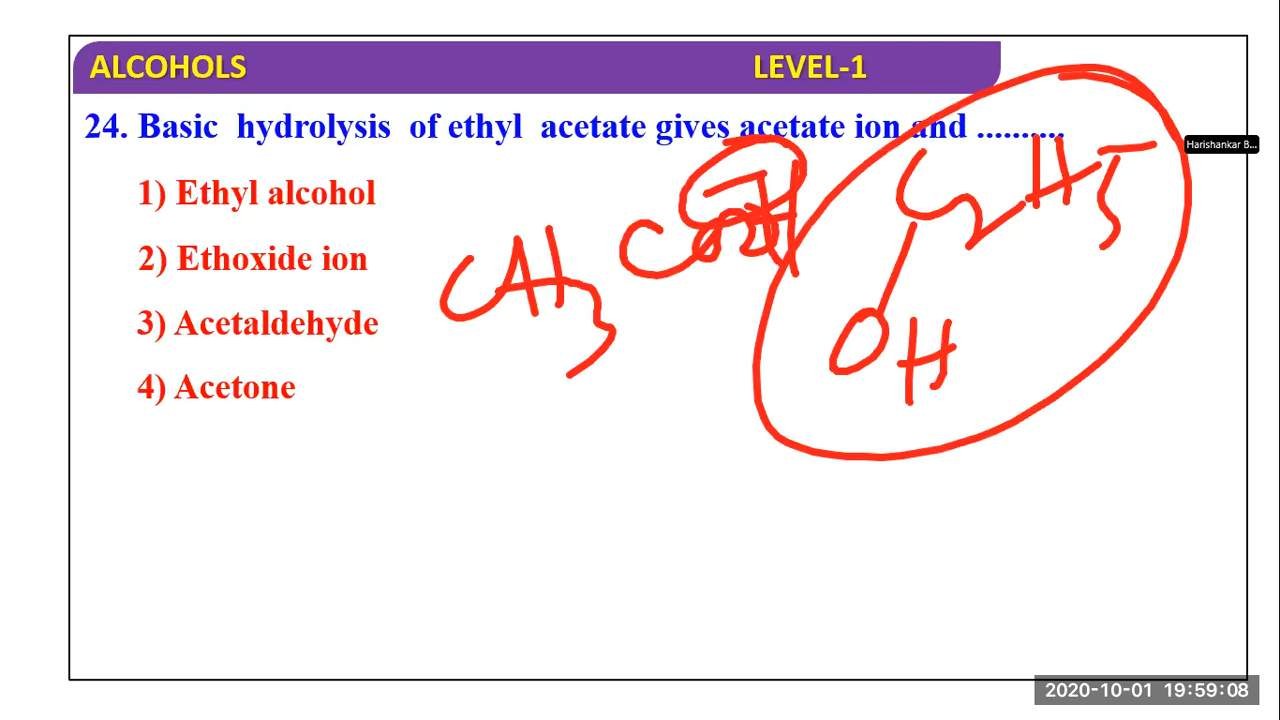 ALCOHOLS LEVEL-1
24. Basic hydrolysis of ethyl acetate gives acetate ion and ..........
Harishankar B...
1) Ethyl alcohol
2) Ethoxide ion
3) Acetaldehyde
4) Acetone
CH3 C2H5
OH
2020-10-01 19:59:08